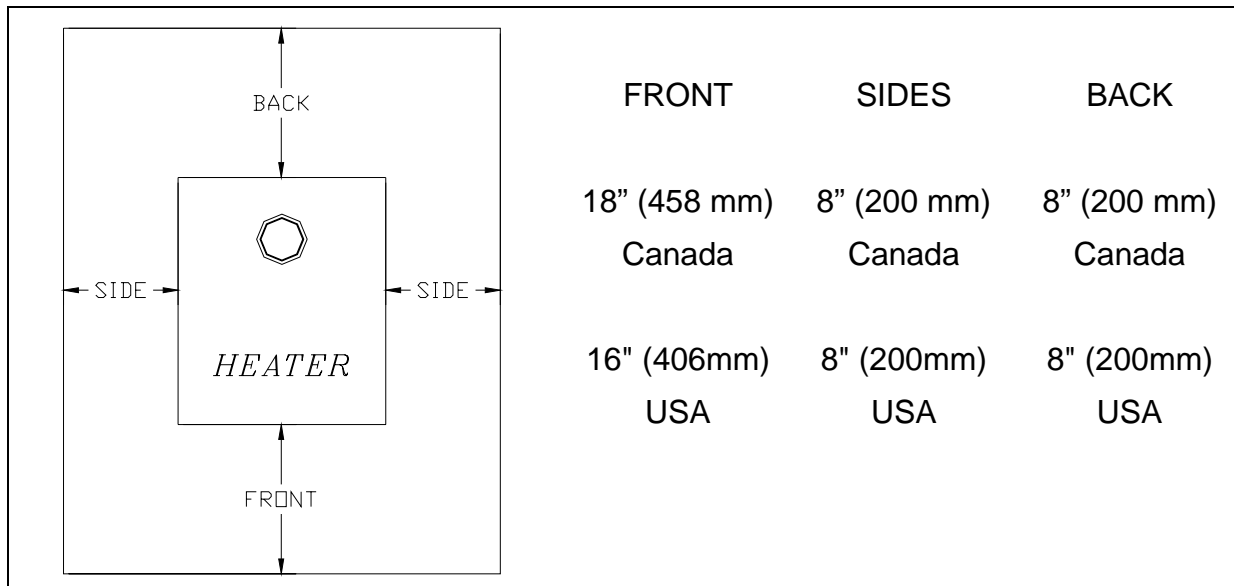 BACK
SIDE SIDE
HEATER
FRONT
FRONT SIDES BACK
18” (458 mm) 8” (200 mm) 8” (200 mm)
Canada Canada Canada
16" (406mm) 8" (200mm) 8" (200mm)
USA USA USA